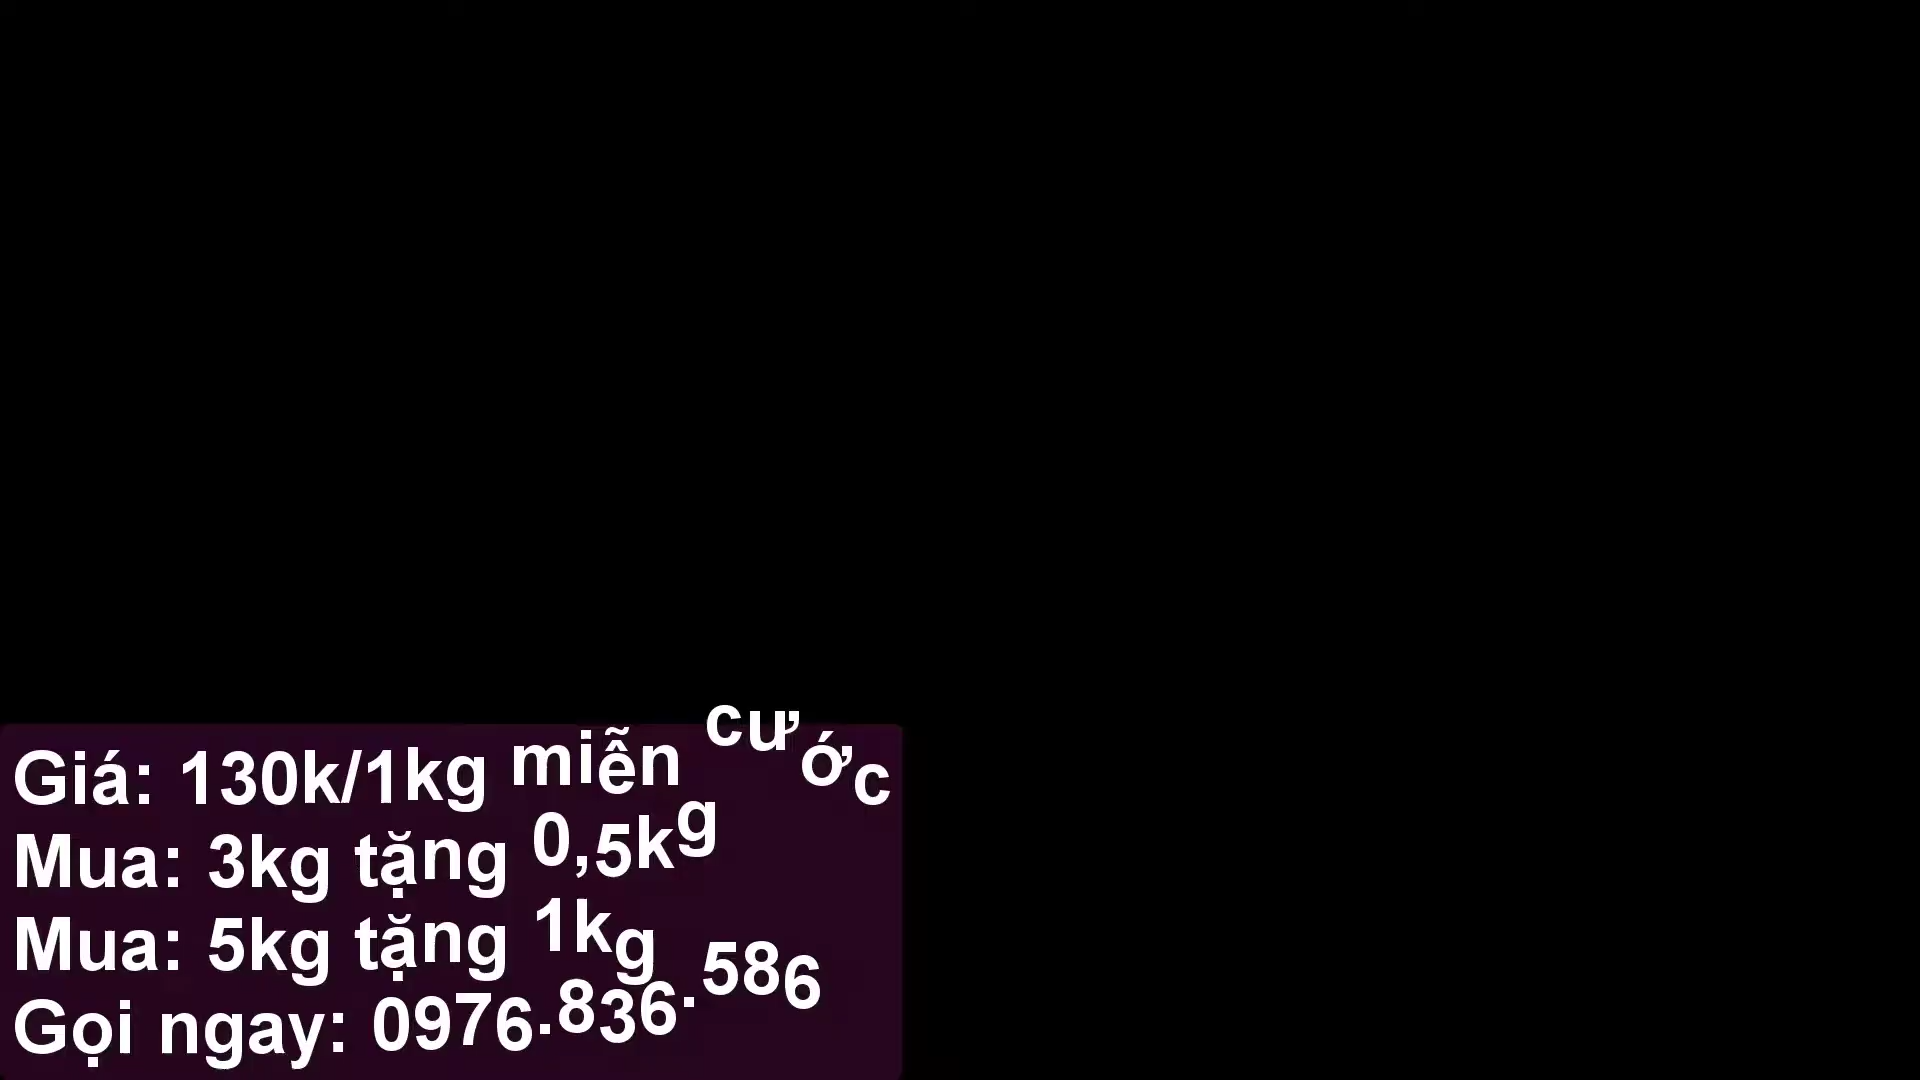 Giá: 130k/1kg miễn cước
Mua: 3kg tặng 0,5kg
Mua: 5kg tặng 1kg
Gọi ngay: 0976.836.586